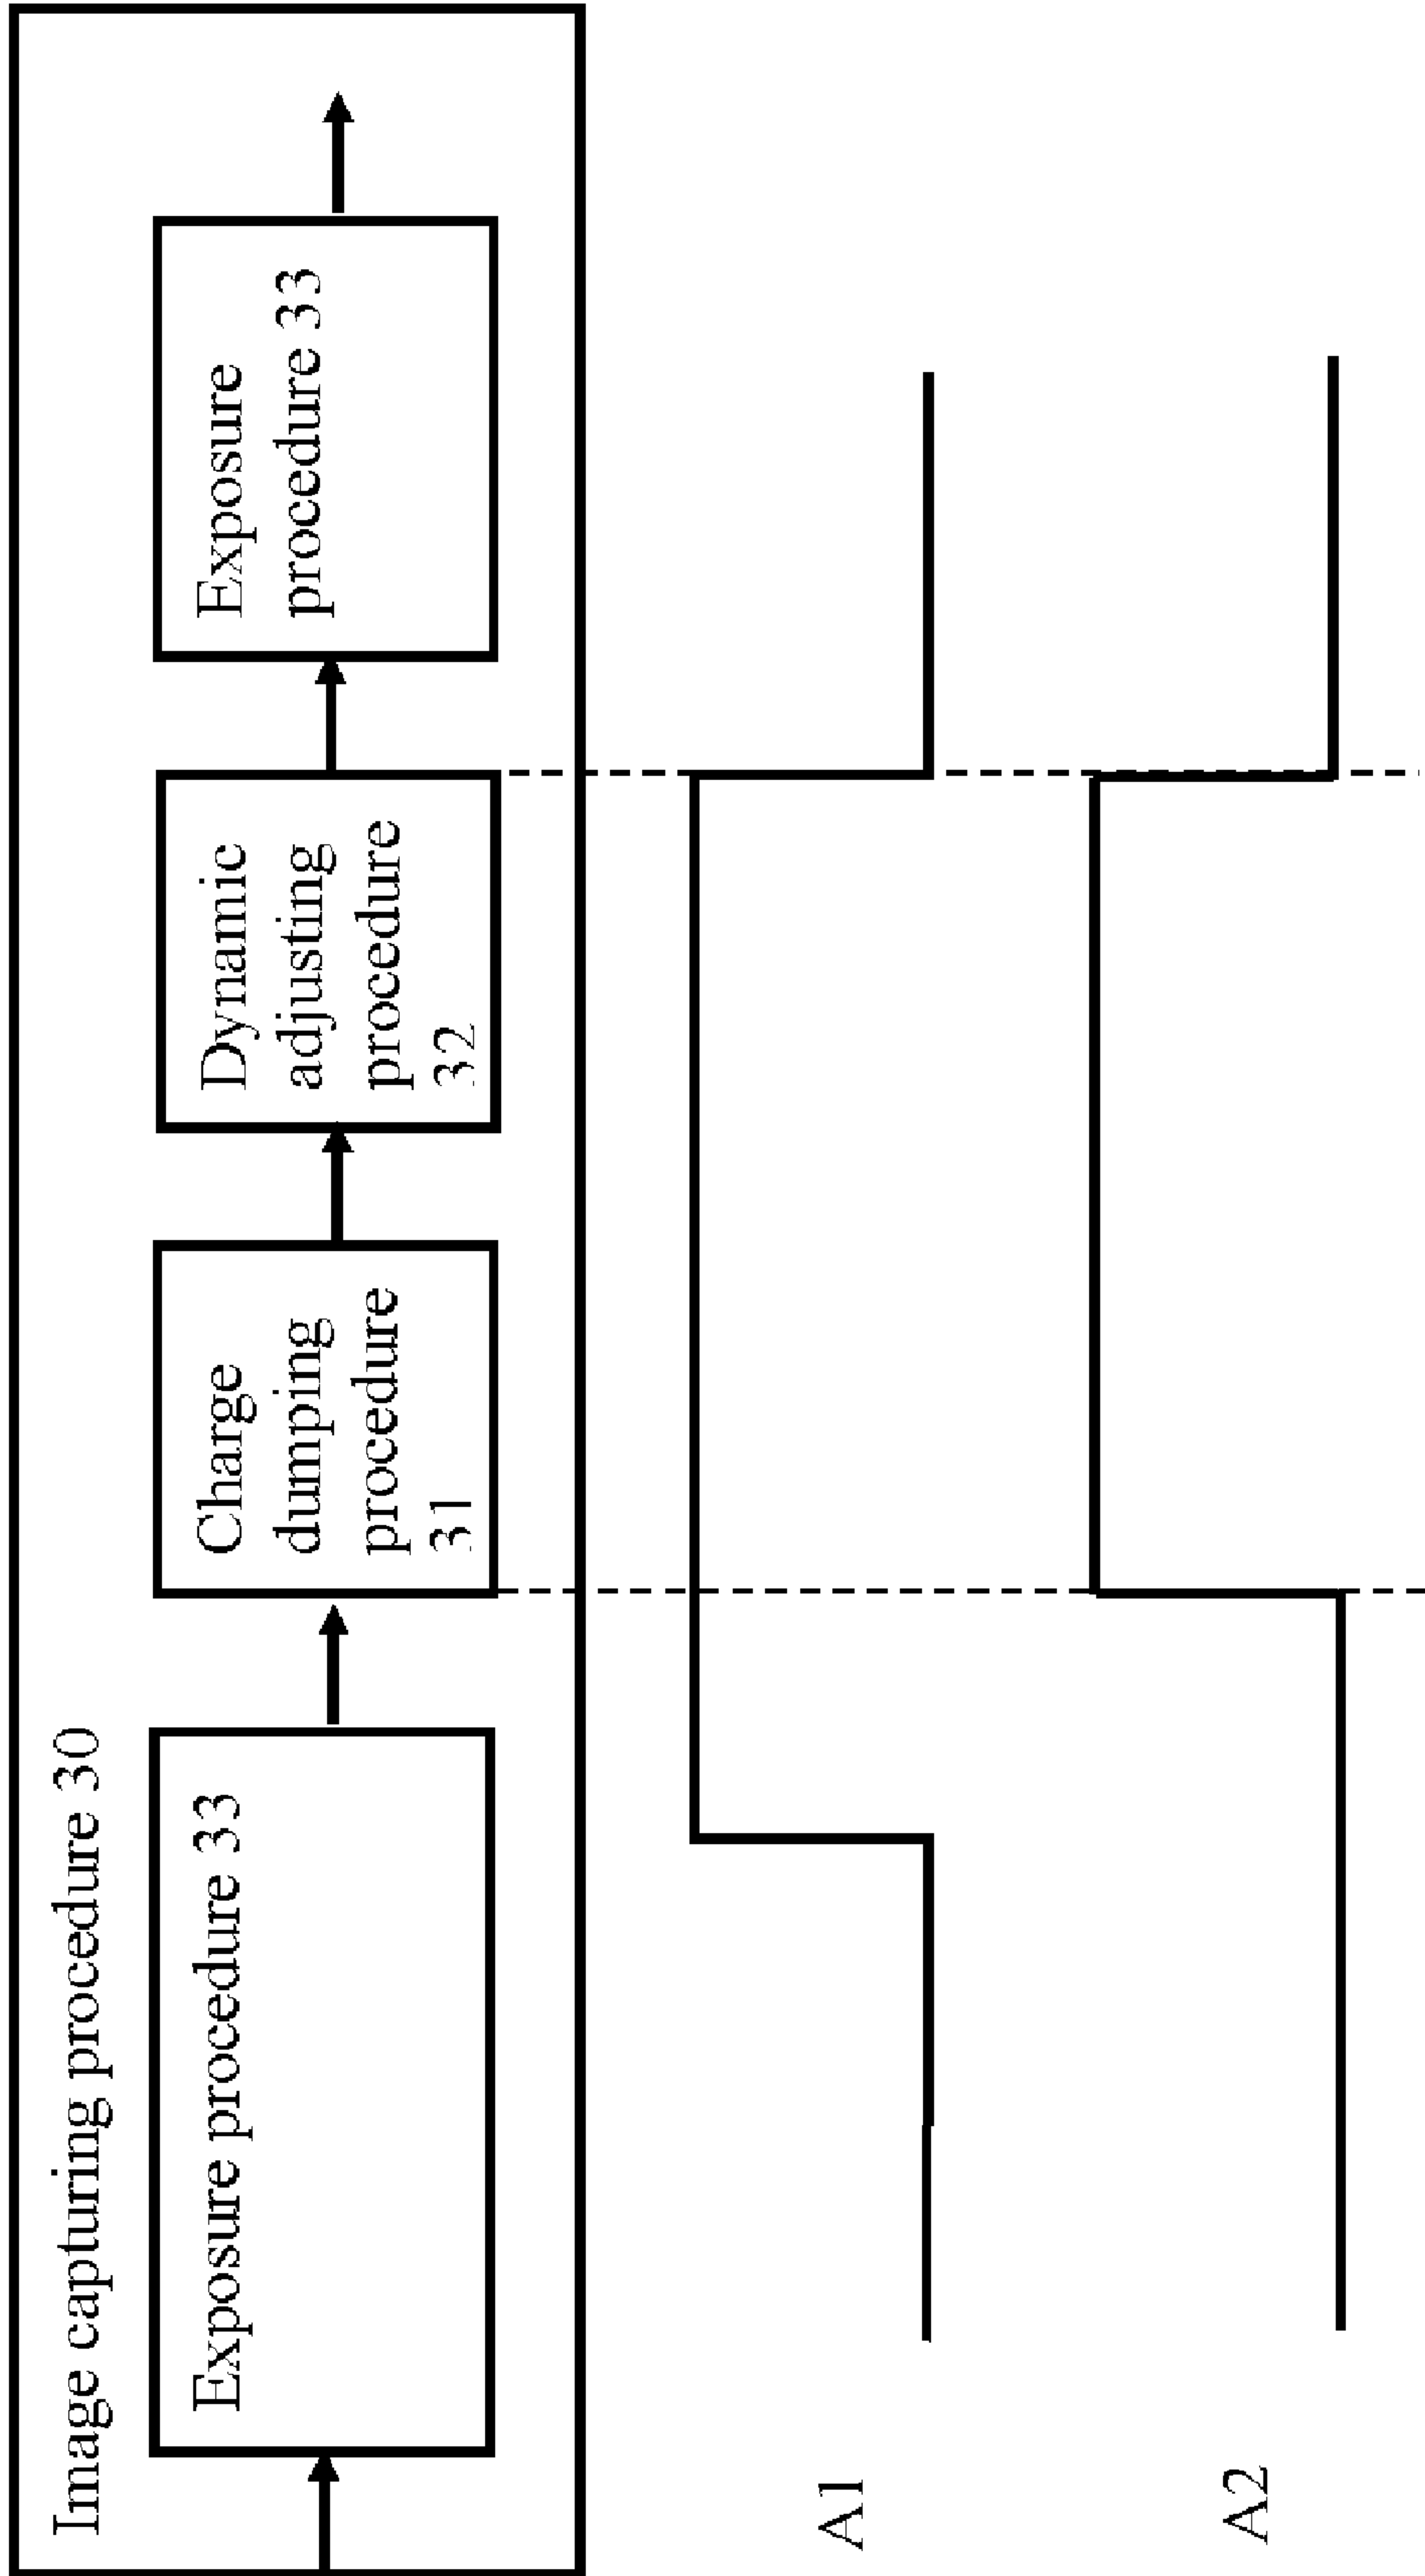 Image capturing procedure 30
Exposure procedure 33
Charge
dumping
procedure
31
Dynamic
adjusting
procedure
32
Exposure
procedure 33
A1
A2